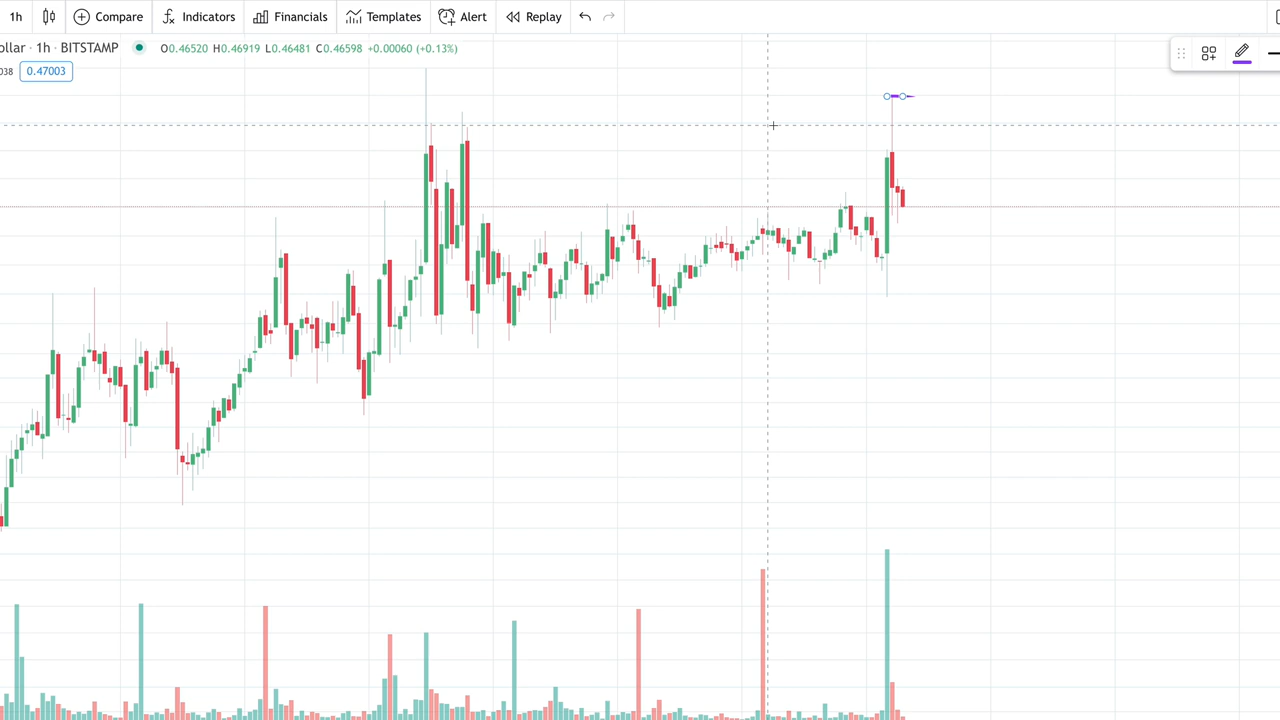 1h Compare Indicators Financials Templates Alert Replay
ollar · 1h · BITSTAMP O0.46520 H0.46919 L0.46481 C0.46598 +0.00060 (+0.13%)
038 0.47003